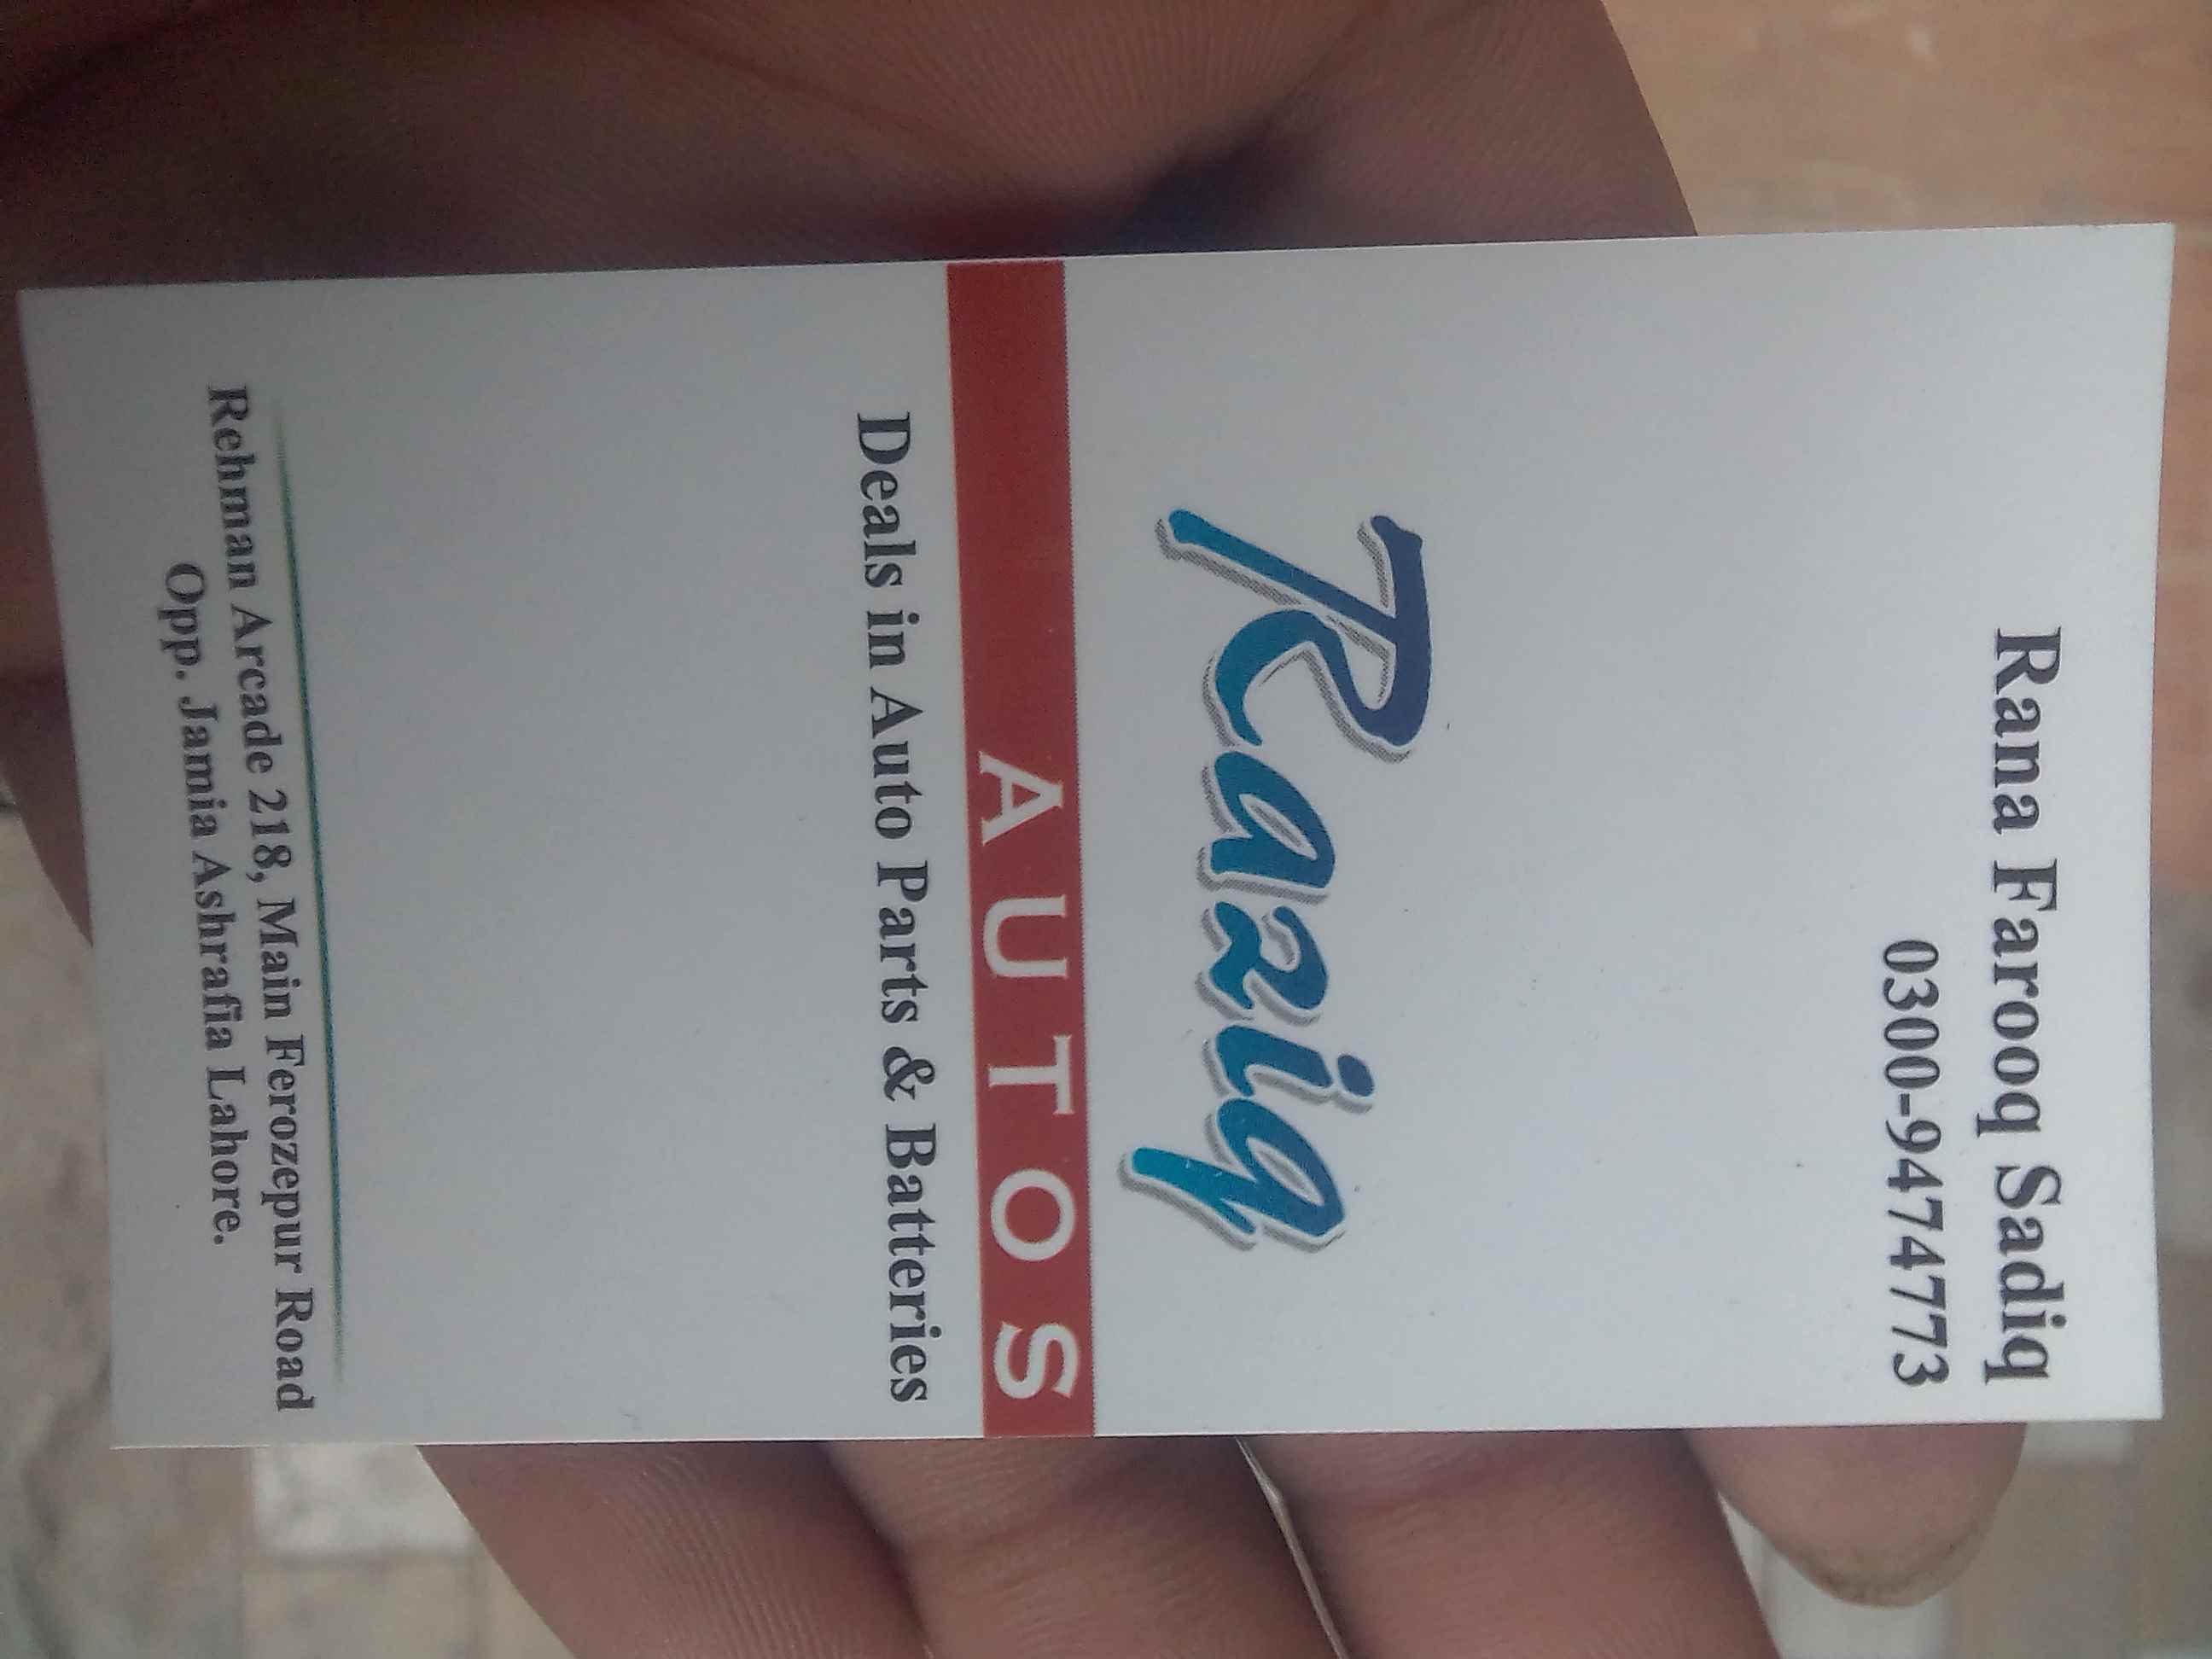 Rana Farooq Sadiq
0300-9474773
Raziq
AUTOS
Deals in Auto Parts & Batteries
Rehman Arcade 218, Main Ferozepur Road
Opp. Jamia Ashrafia Lahore.